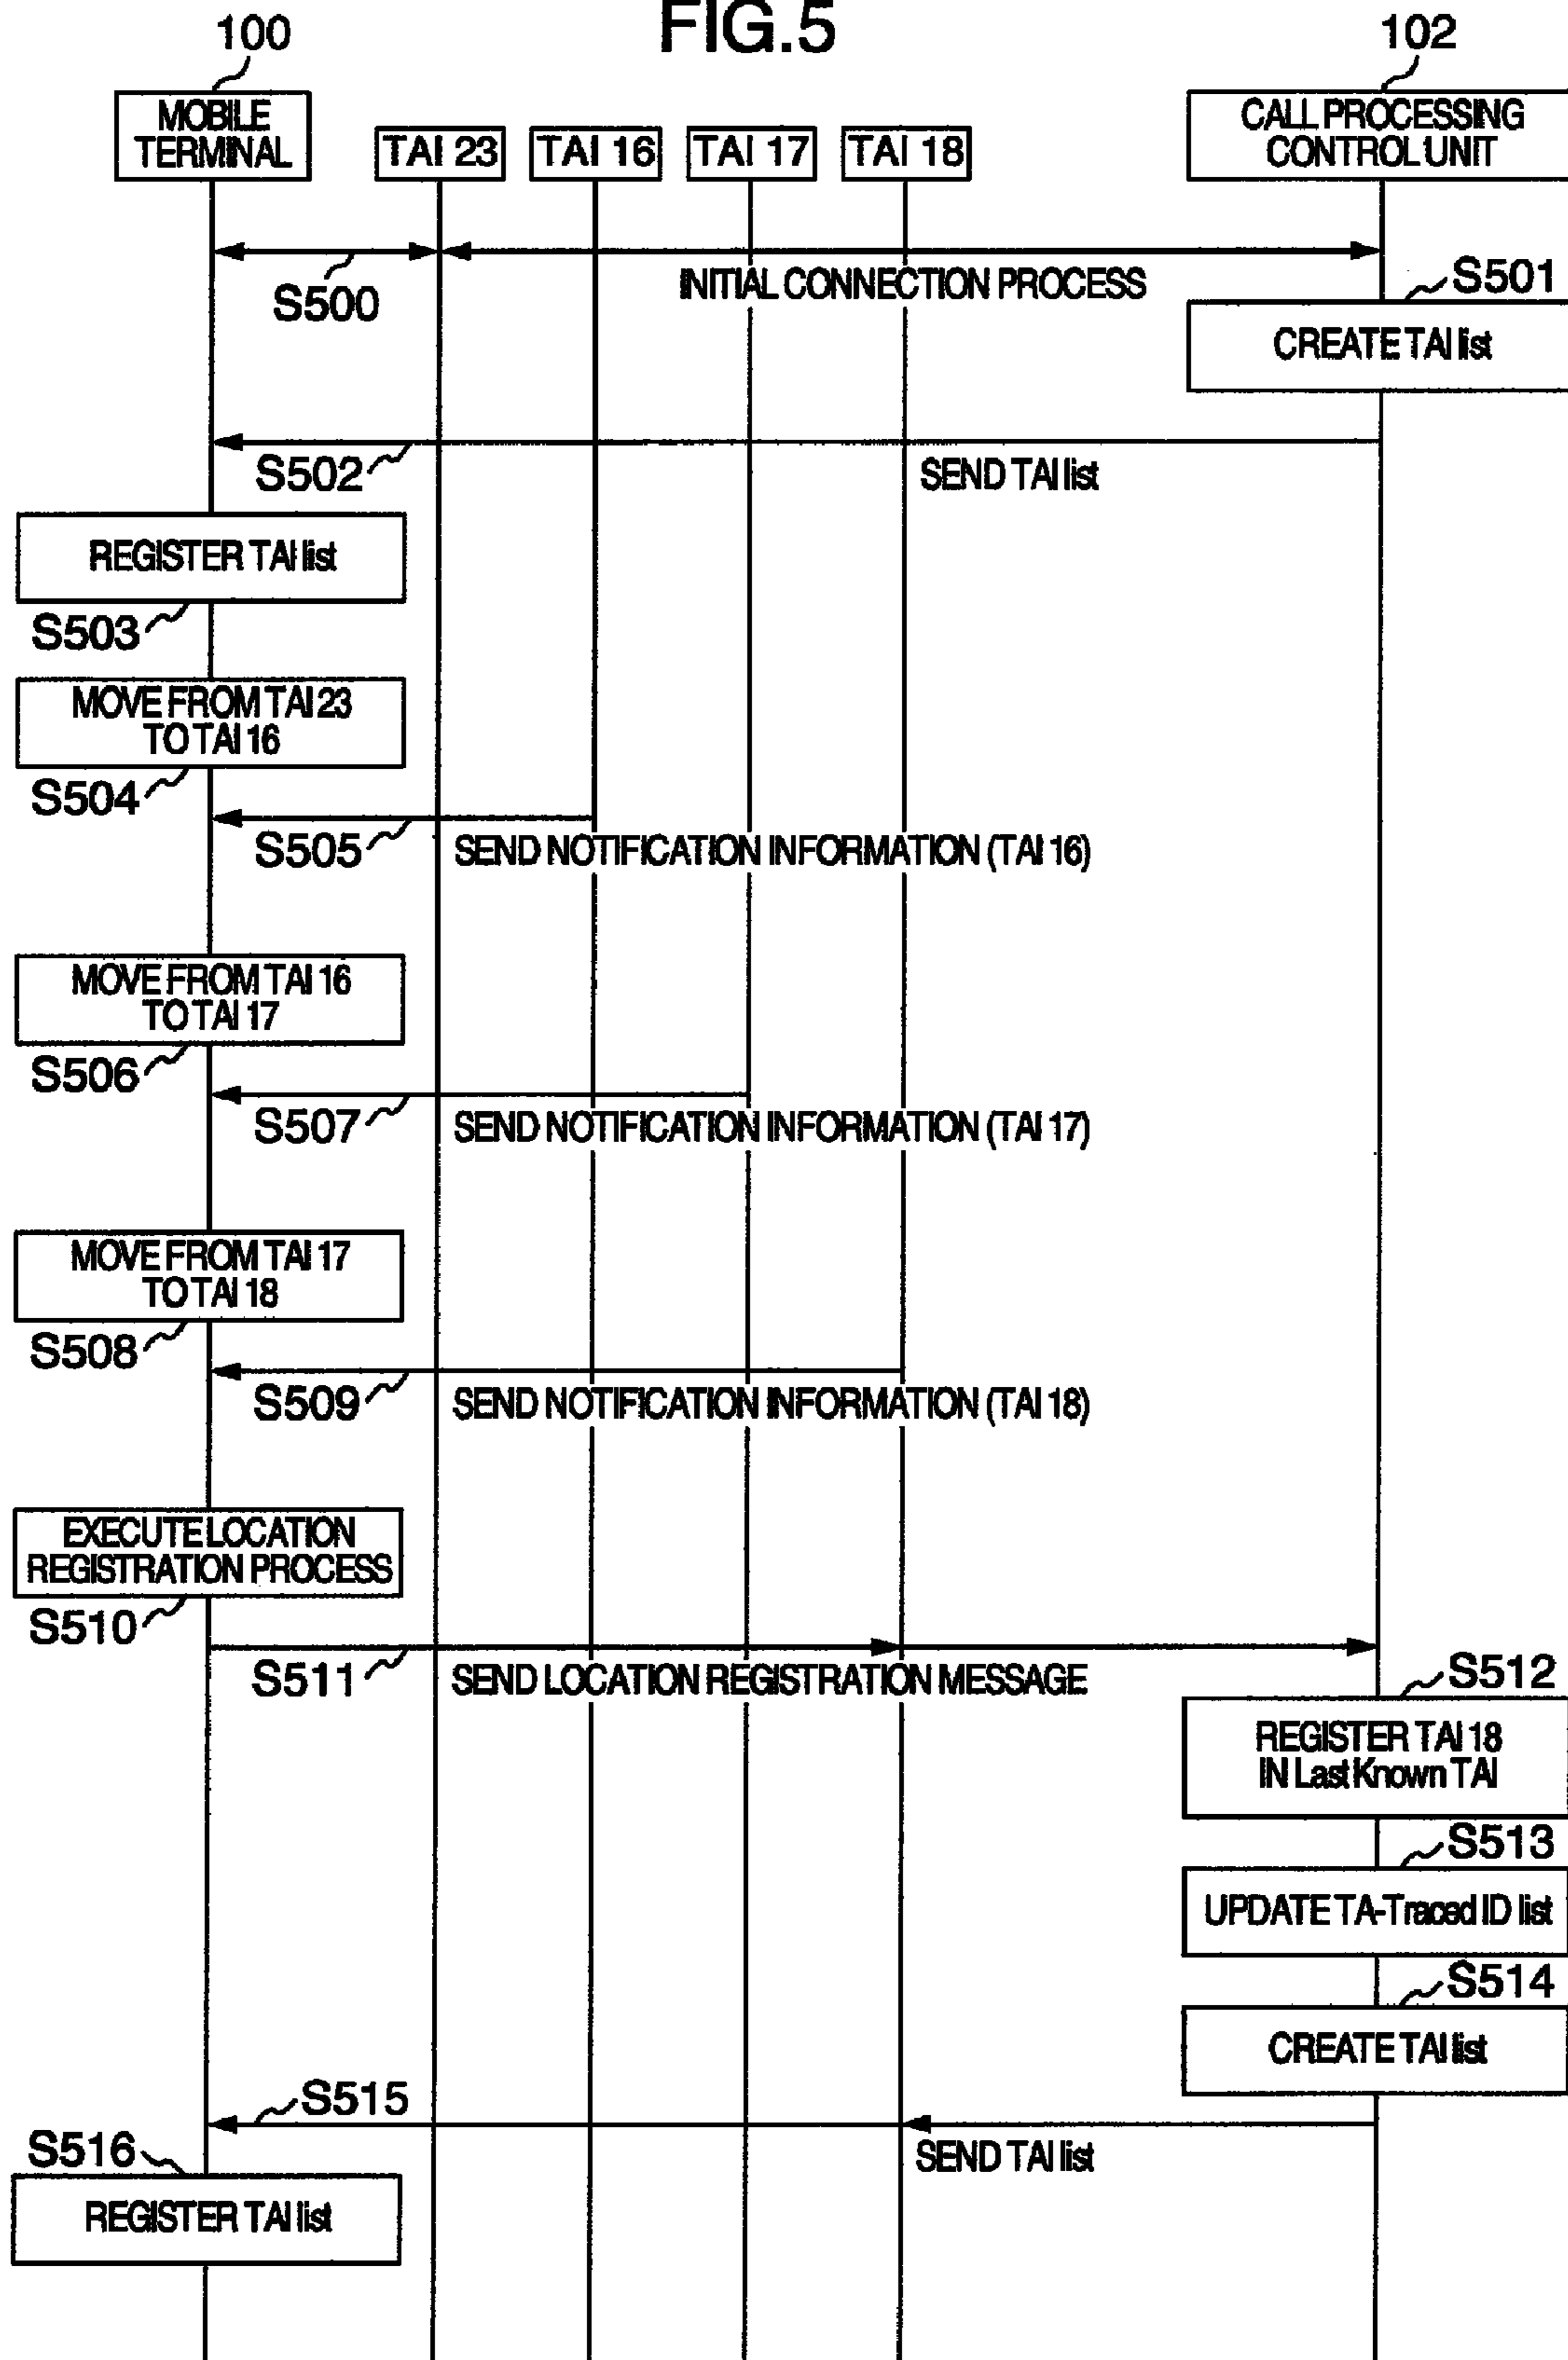 FIG.5
100
102
MOBILE
TERMINAL
TAI 23
TAI 16
TAI 17
TAI 18
CALL PROCESSING
CONTROL UNIT
S500
INITIAL CONNECTION PROCESS
S501
CREATE TAI list
S502
SEND TAI list
REGISTER TAI list
S503
MOVE FROM TAI 23
TO TAI 16
S504
S505
SEND NOTIFICATION INFORMATION (TAI 16)
MOVE FROM TAI 16
TO TAI 17
S506
S507
SEND NOTIFICATION INFORMATION (TAI 17)
MOVE FROM TAI 17
TO TAI 18
S508
S509
SEND NOTIFICATION INFORMATION (TAI 18)
EXECUTE LOCATION
REGISTRATION PROCESS
S510
S511
SEND LOCATION REGISTRATION MESSAGE
S512
REGISTER TAI 18
IN Last Known TAI
S513
UPDATE TA-Traced ID list
S514
CREATE TAI list
S515
SEND TAI list
S516
REGISTER TAI list